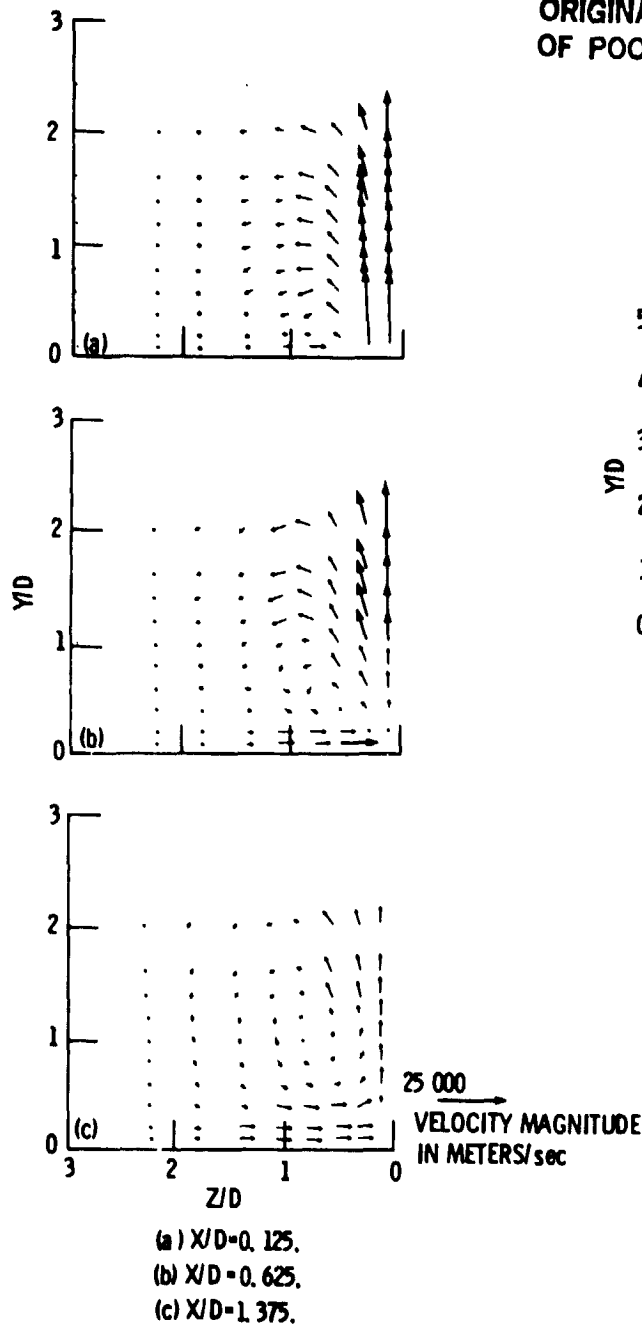 ORIGINA
OF POO
3
2
1
0
(a)
3
2
1
0
(b)
Y/D
3
2
1
0
(c)
3 2 1 0
Z/D
25 000
VELOCITY MAGNITUDE
IN METERS/sec
(a) X/D=0. 125.
(b) X/D=0. 625.
(c) X/D=1. 375.
Y/D